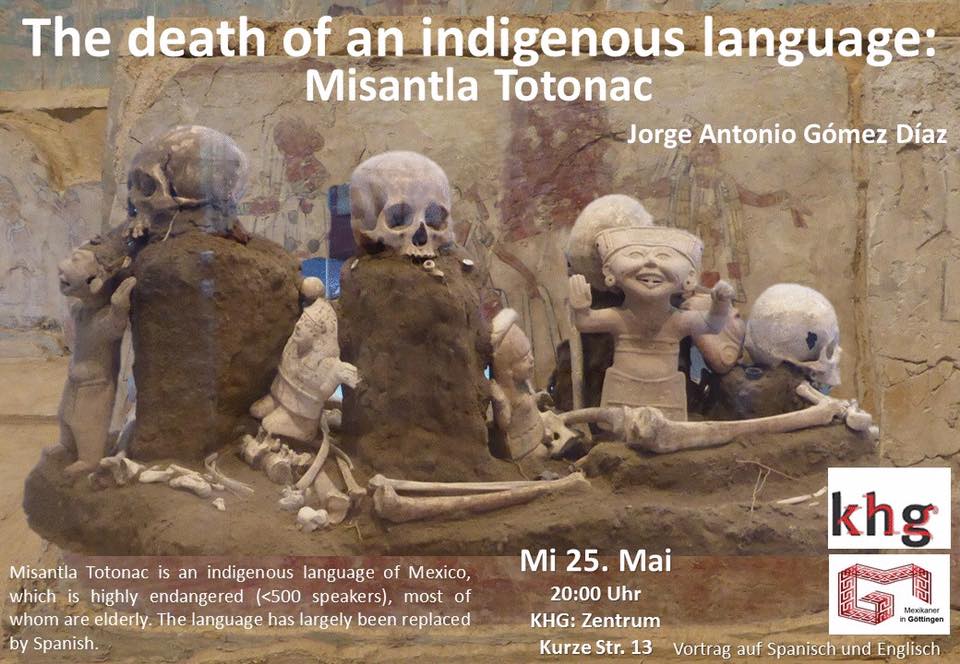 The death of an indigenous language:
Misantla Totonac
Jorge Antonio Gómez Díaz
khg
Misantla Totonac is an indigenous language of Mexico,
which is highly endangered (<500 speakers), most of
whom are elderly. The language has largely been replaced
by Spanish.
Mi 25. Mai
20:00 Uhr
KHG: Zentrum
Kurze Str. 13
Mexikaner
in Göttingen
Vortrag auf Spanisch und Englisch